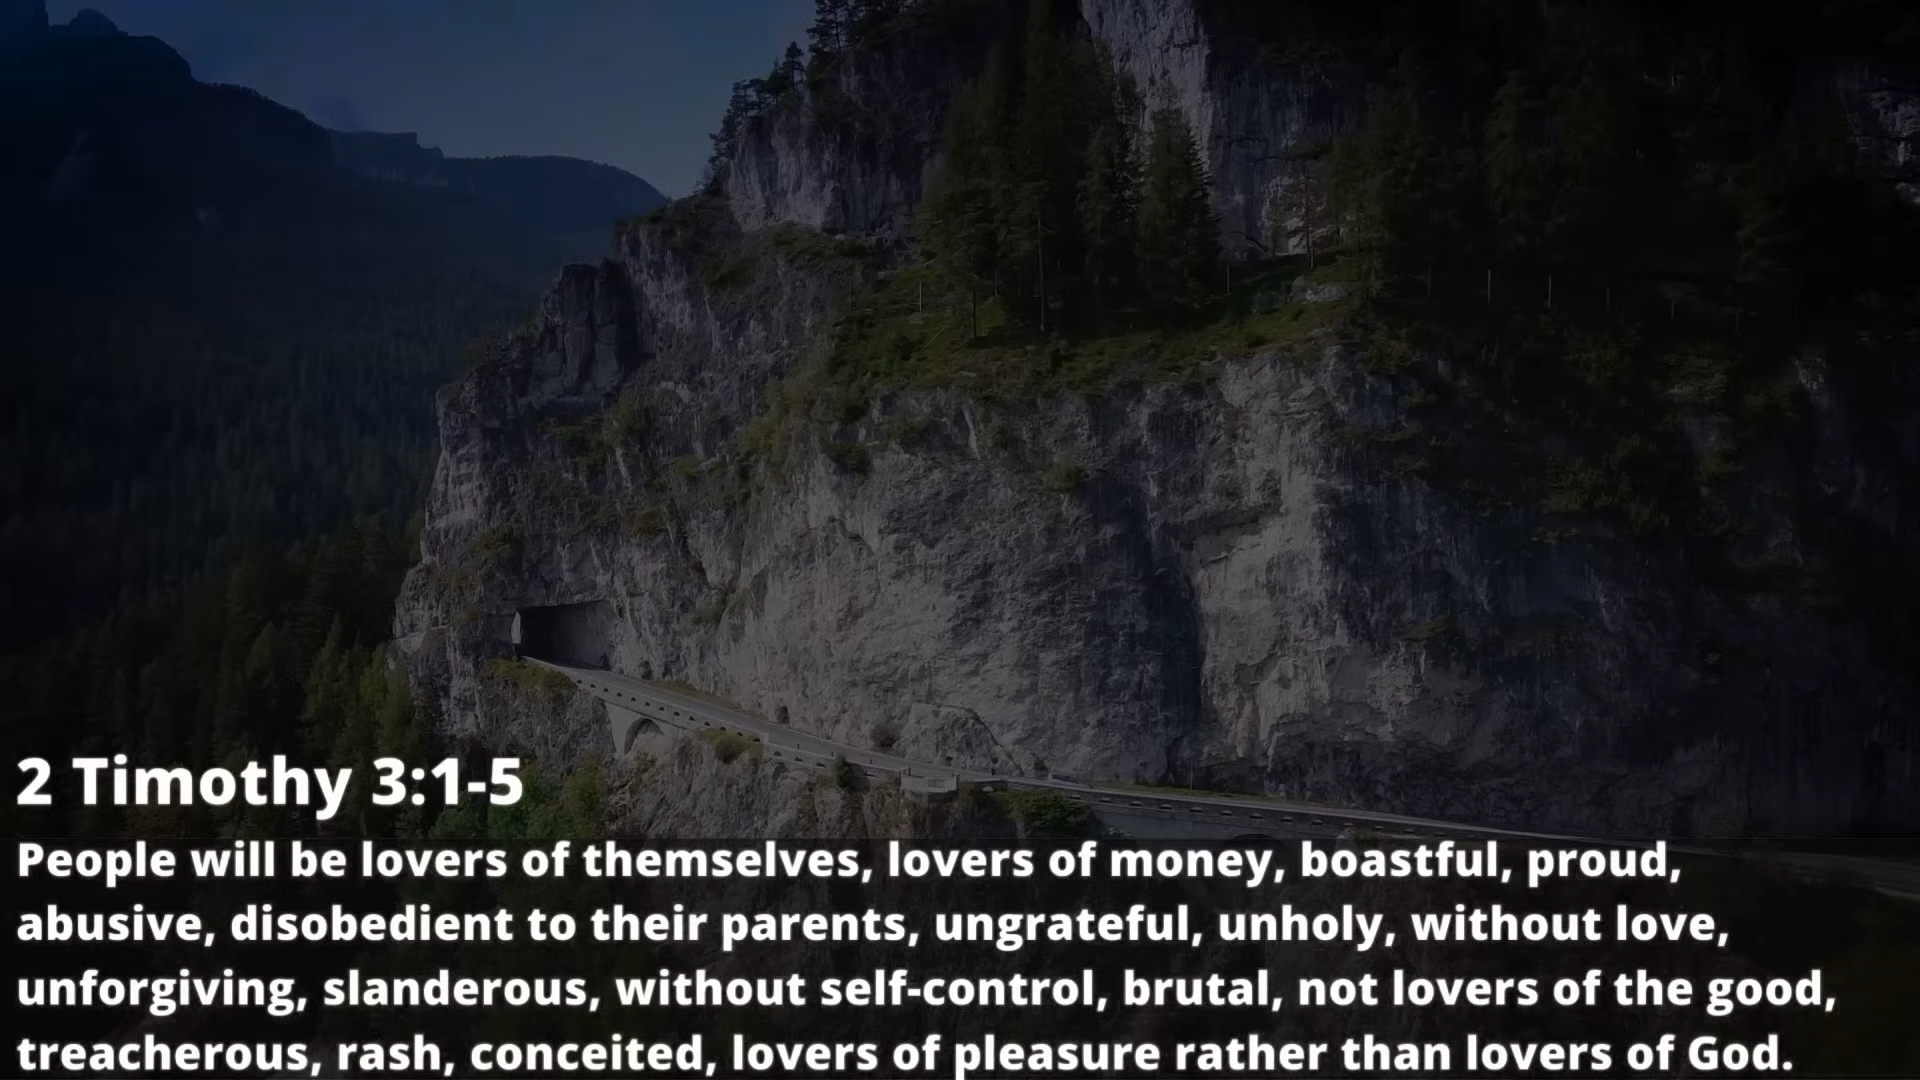 2 Timothy 3:1-5
People will be lovers of themselves, lovers of money, boastful, proud,
abusive, disobedient to their parents, ungrateful, unholy, without love,
unforgiving, slanderous, without self-control, brutal, not lovers of the good,
treacherous, rash, conceited, lovers of pleasure rather than lovers of God.